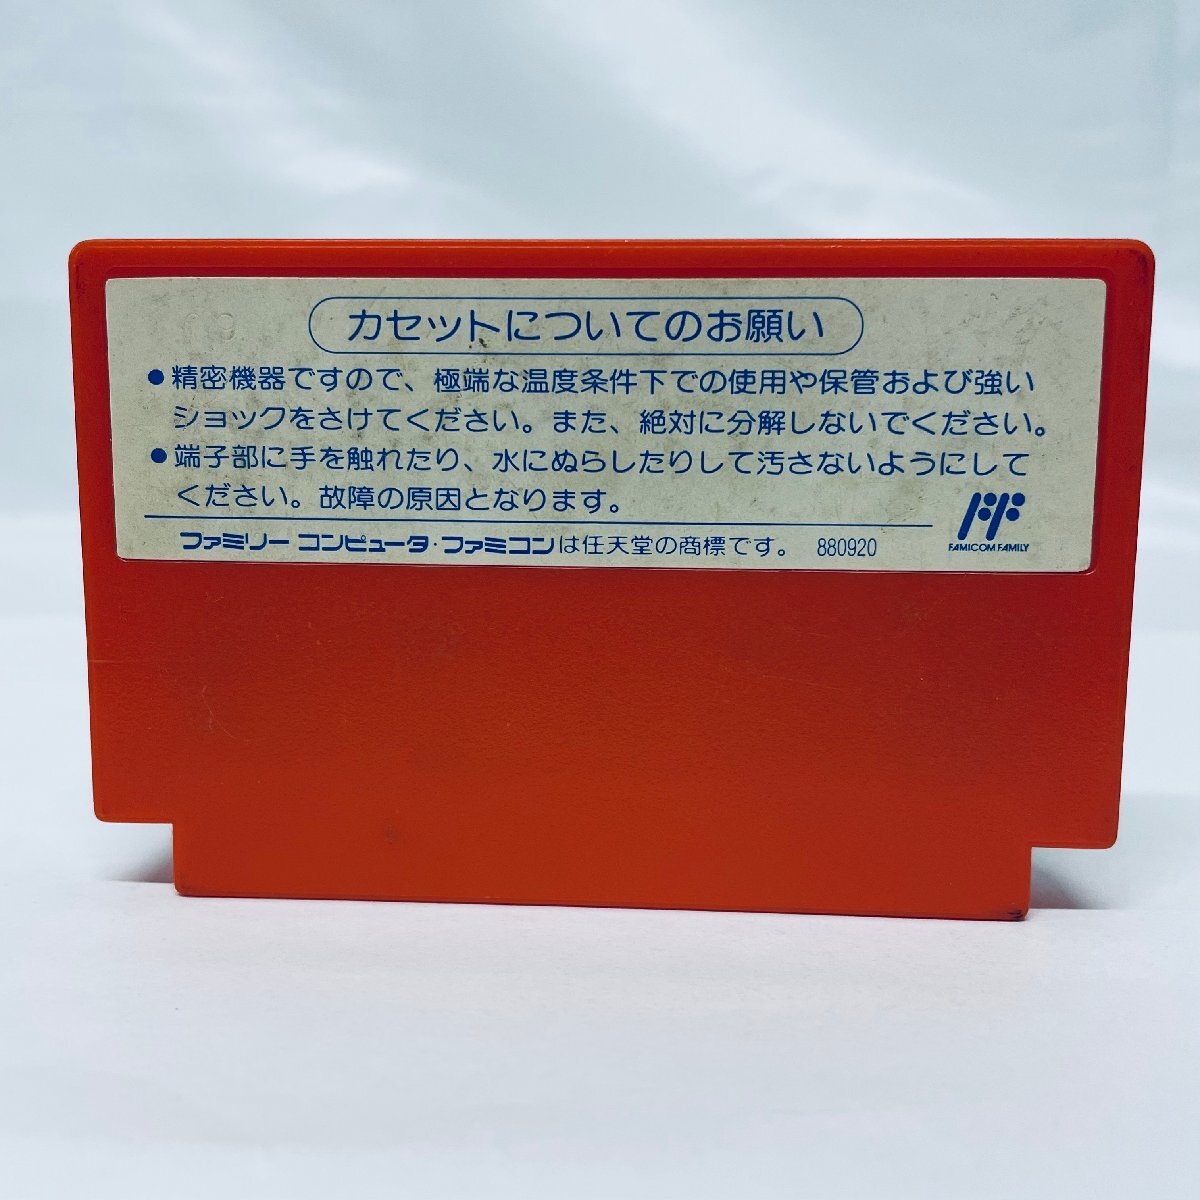 カセットについてのお願い
●精密機器ですので、極端な温度条件下での使用や保管および強い
ショックをさけてください。また、絶対に分解しないでください。
●端子部に手を触れたり、水にぬらしたりして汚さないようにして
ください。故障の原因となります。
ファミリー コンピュータ・ファミコンは任天堂の商標です。 880920
FAMICOM FAMILY